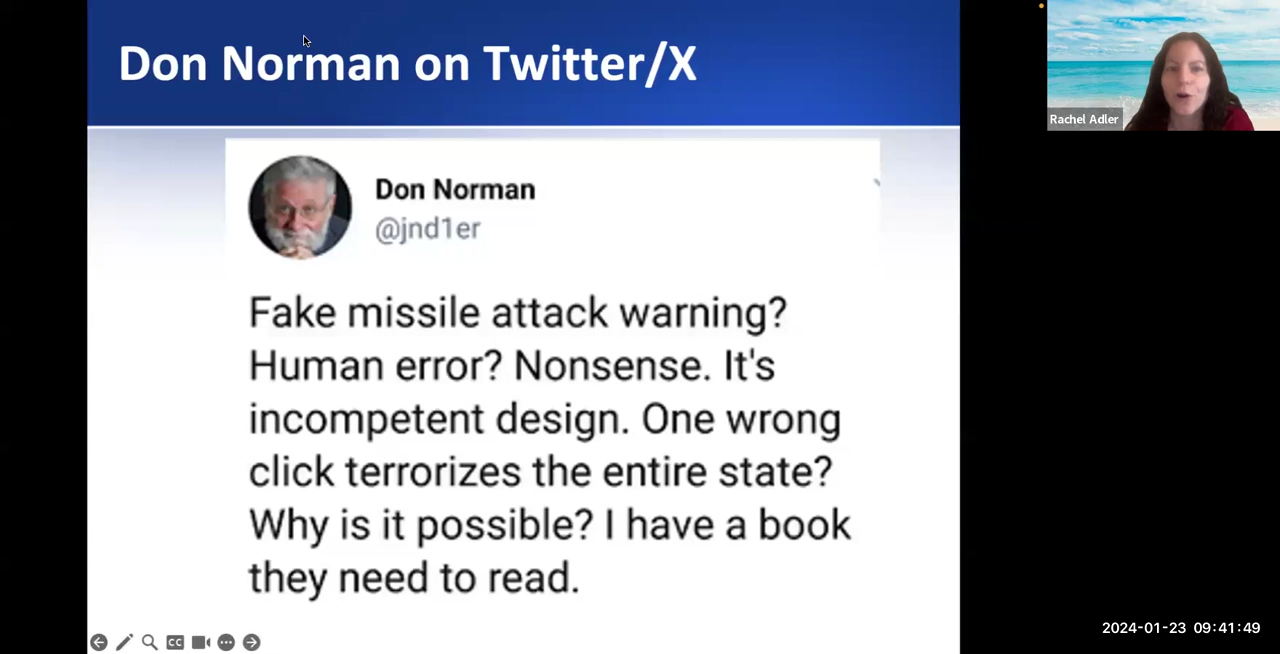 Don Norman on Twitter/X
Rachel Adler
Don Norman
@jnd1er
Fake missile attack warning?
Human error? Nonsense. It's
incompetent design. One wrong
click terrorizes the entire state?
Why is it possible? I have a book
they need to read.
CC
2024-01-23 09:41:49